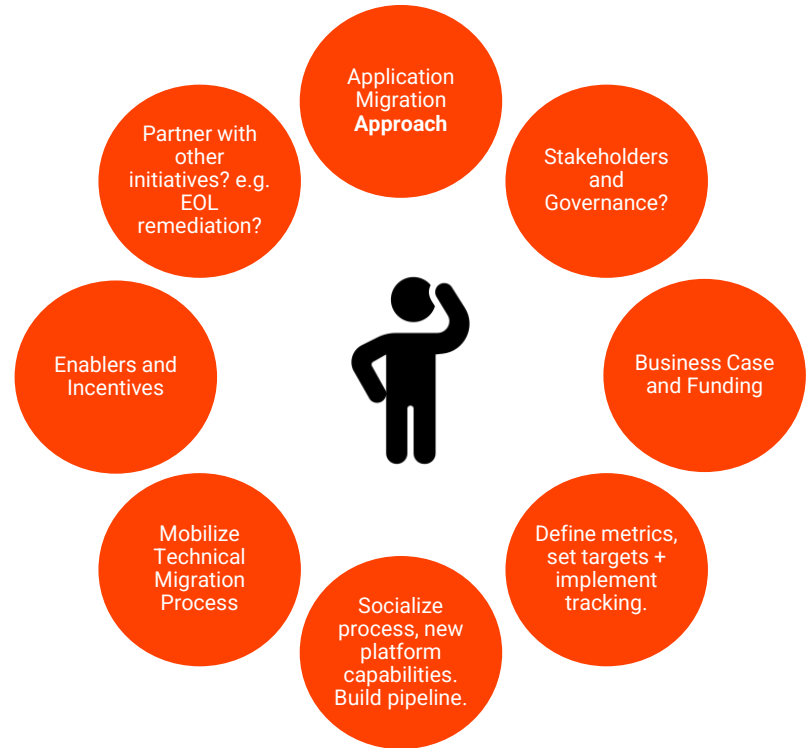 Application
Migration
Approach
Stakeholders
and
Governance?
Business Case
and Funding
Define metrics,
set targets +
implement
tracking.
Socialize
process, new
platform
capabilities.
Build pipeline.
Mobilize
Technical
Migration
Process
Enablers and
Incentives
Partner with
other
initiatives? e.g.
EOL
remediation?